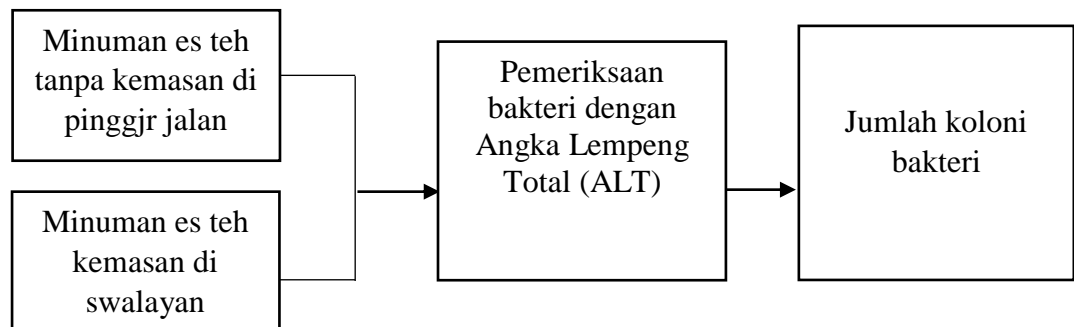 Minuman es teh
tanpa kemasan di
pinggjr jalan
Minuman es teh
kemasan di
swalayan
Pemeriksaan
bakteri dengan
Angka Lempeng
Total (ALT)
Jumlah koloni
bakteri